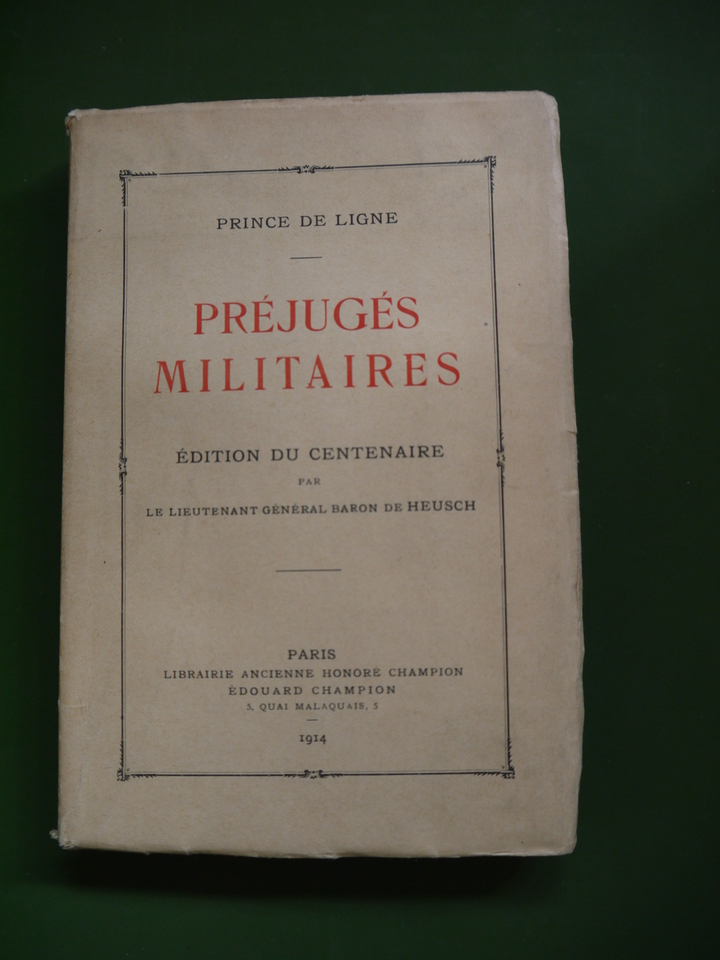 PRINCE DE LIGNE
PRÉJUGÉS
MILITAIRES
ÉDITION DU CENTENAIRE
PAR
LE LIEUTENANT GÉNÉRAL BARON DE HEUSCH
PARIS
LIBRAIRIE ANCIENNE HONORÉ CHAMPION
ÉDOUARD CHAMPION
5, QUAI MALAQUAIS, 5
1914